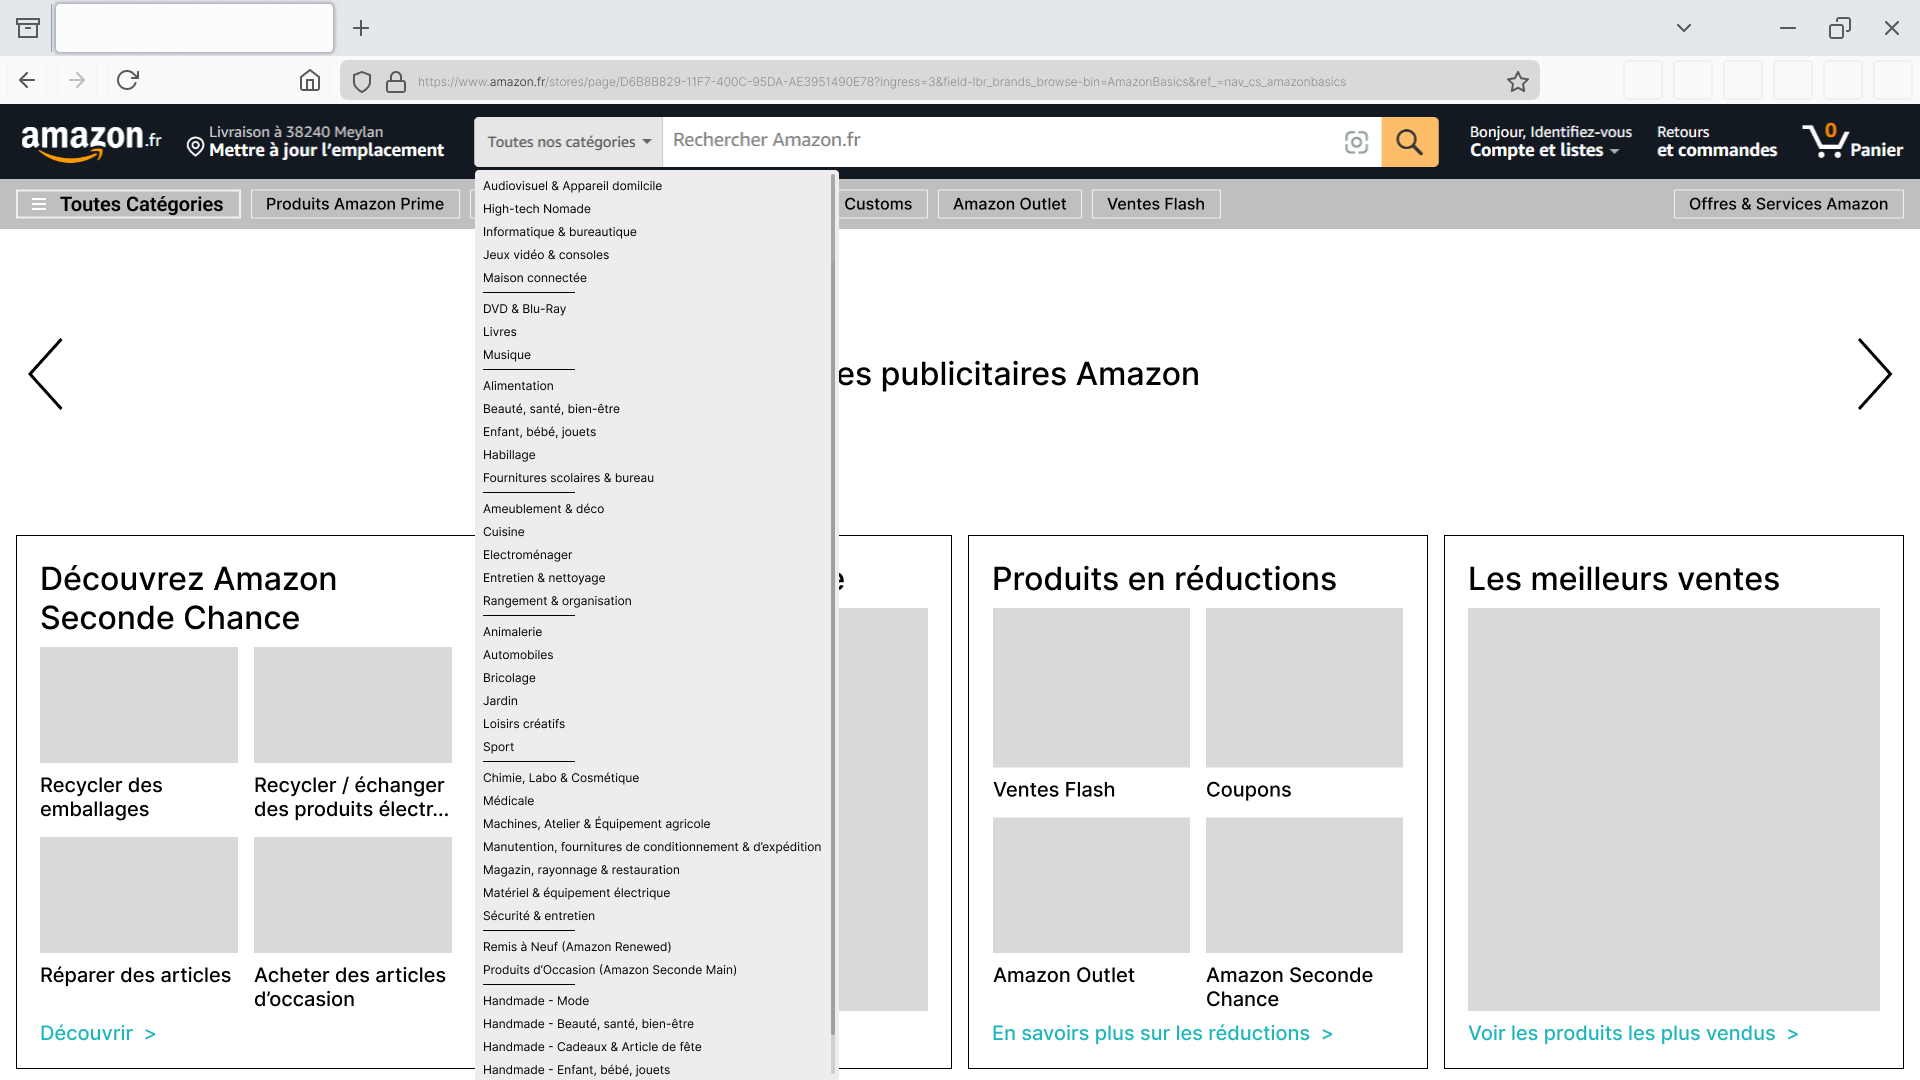 https://www.amazon.fr/stores/page/D6B8B829-11F7-400C-95DA-AE3951490E78?ingress=3&field-lbr_brands_browse-bin=AmazonBasics&ref_=nav_cs_amazonbasics
amazon.fr
Livraison à 38240 Meylan
Mettre à jour l’emplacement
Toutes nos catégories
Rechercher Amazon.fr
Bonjour, Identifiez-vous
Compte et listes
Retours
et commandes
0
Panier
Toutes Catégories
Produits Amazon Prime
Customs
Amazon Outlet
Ventes Flash
Offres & Services Amazon
Audiovisuel & Appareil domilcile
High-tech Nomade
Informatique & bureautique
Jeux vidéo & consoles
Maison connectée
DVD & Blu-Ray
Livres
Musique
Alimentation
Beauté, santé, bien-être
Enfant, bébé, jouets
Habillage
Fournitures scolaires & bureau
Ameublement & déco
Cuisine
Electroménager
Entretien & nettoyage
Rangement & organisation
Animalerie
Automobiles
Bricolage
Jardin
Loisirs créatifs
Sport
Chimie, Labo & Cosmétique
Médicale
Machines, Atelier & Équipement agricole
Manutention, fournitures de conditionnement & d’expédition
Magazin, rayonnage & restauration
Matériel & équipement électrique
Sécurité & entretien
Remis à Neuf (Amazon Renewed)
Produits d’Occasion (Amazon Seconde Main)
Handmade - Mode
Handmade - Beauté, santé, bien-être
Handmade - Cadeaux & Article de fête
Handmade - Enfant, bébé, jouets
es publicitaires Amazon
Découvrez Amazon
Seconde Chance
Recycler des
emballages
Recycler / échanger
des produits électr...
Réparer des articles
Acheter des articles
d’occasion
Découvrir >
Produits en réductions
Ventes Flash
Coupons
Amazon Outlet
Amazon Seconde
Chance
En savoirs plus sur les réductions >
Les meilleurs ventes
Voir les produits les plus vendus >